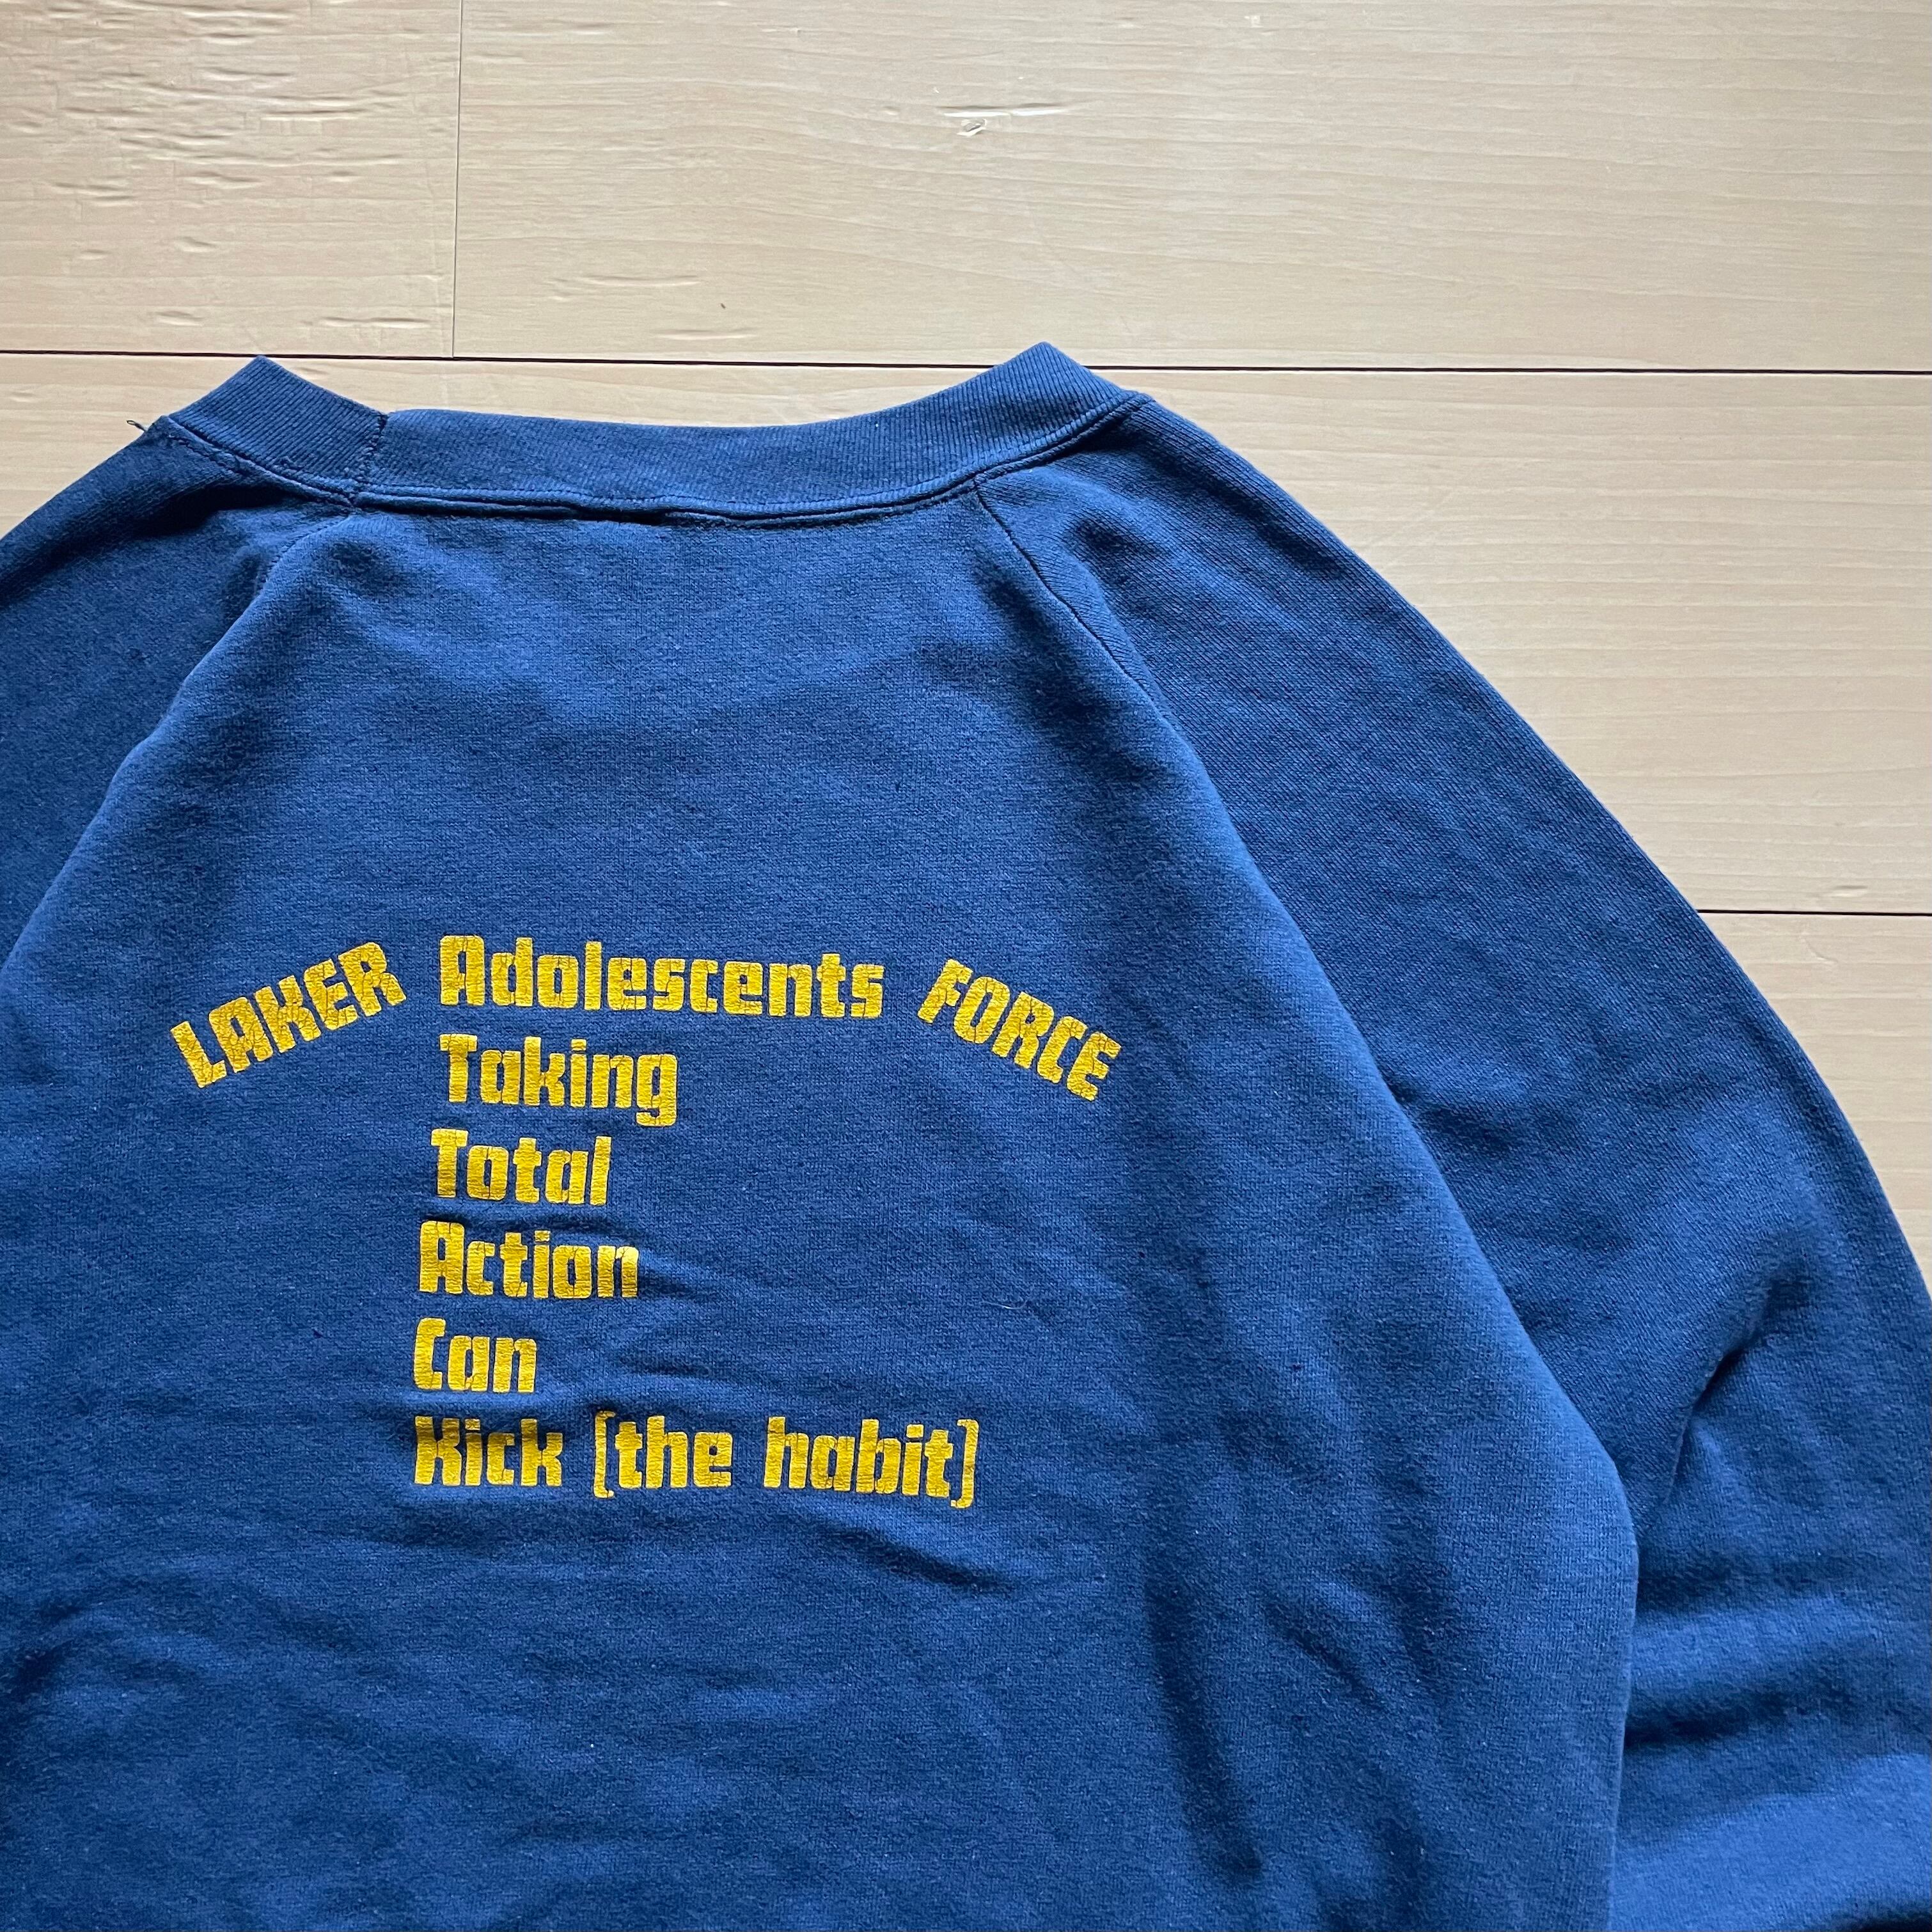 LAKER Adolescents FORCE
Taking
Total
Action
Can
Kick (the habit)